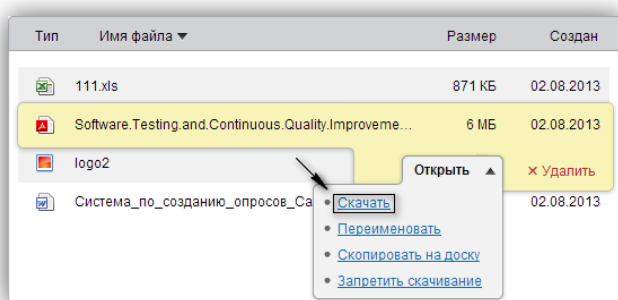 Тип Имя файла ▼ Размер Создан
111.xls 871 КБ 02.08.2013
Software.Testing.and.Continuous.Quality.Improveme... 6 МБ 02.08.2013
logo2
Открыть ▲ × Удалить
Система_по_созданию_опросов_Са 02.08.2013
• Скачать
• Переименовать
• Скопировать на доску
• Запретить скачивание